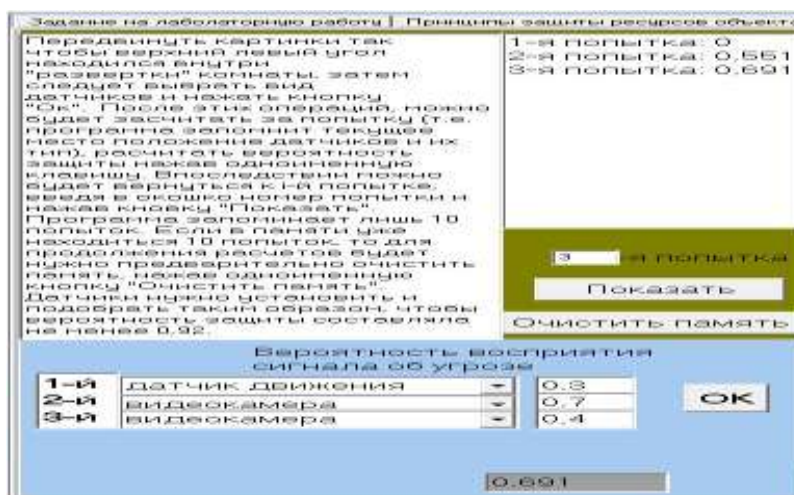 Задание на лабораторную работу | Принципы защиты ресурсов объект
Передвинуть картинки так
чтобы верхний левый угол
находился внутри
"развертки" комнаты, затем
следует выбрать вид
датчиков и нажать кнопку
"Ок". После этих операций, можно
будет засчитать за попытку (т.е.
программа запомнит текущее
место положение датчиков и их
тип), расчитать вероятность
защиты нажав одноименную
клавишу. Впоследствии можно
будет вернуться к i-й попытке,
введя в окошко номер попытки и
нажав кнопку "Показать".
Программа запоминает лишь 10
попыток. Если в памяти уже
находиться 10 попыток, то для
продолжения расчетов будет
нужно предварительно очистить
память, нажав одноименную
кнопку "Очистить память".
Датчики нужно установить и
подобрать таким образом, чтобы
вероятность защиты составляла
не менее 0,92.
1-я попытка: 0
2-я попытка: 0,551
3-я попытка: 0,691
3 -я попытка
Показать
Очистить память
Вероятность восприятия
сигнала об угрозе
1-й датчик движения 0.3
2-й видеокамера 0.7
3-й видеокамера 0.4
ОК
0.691